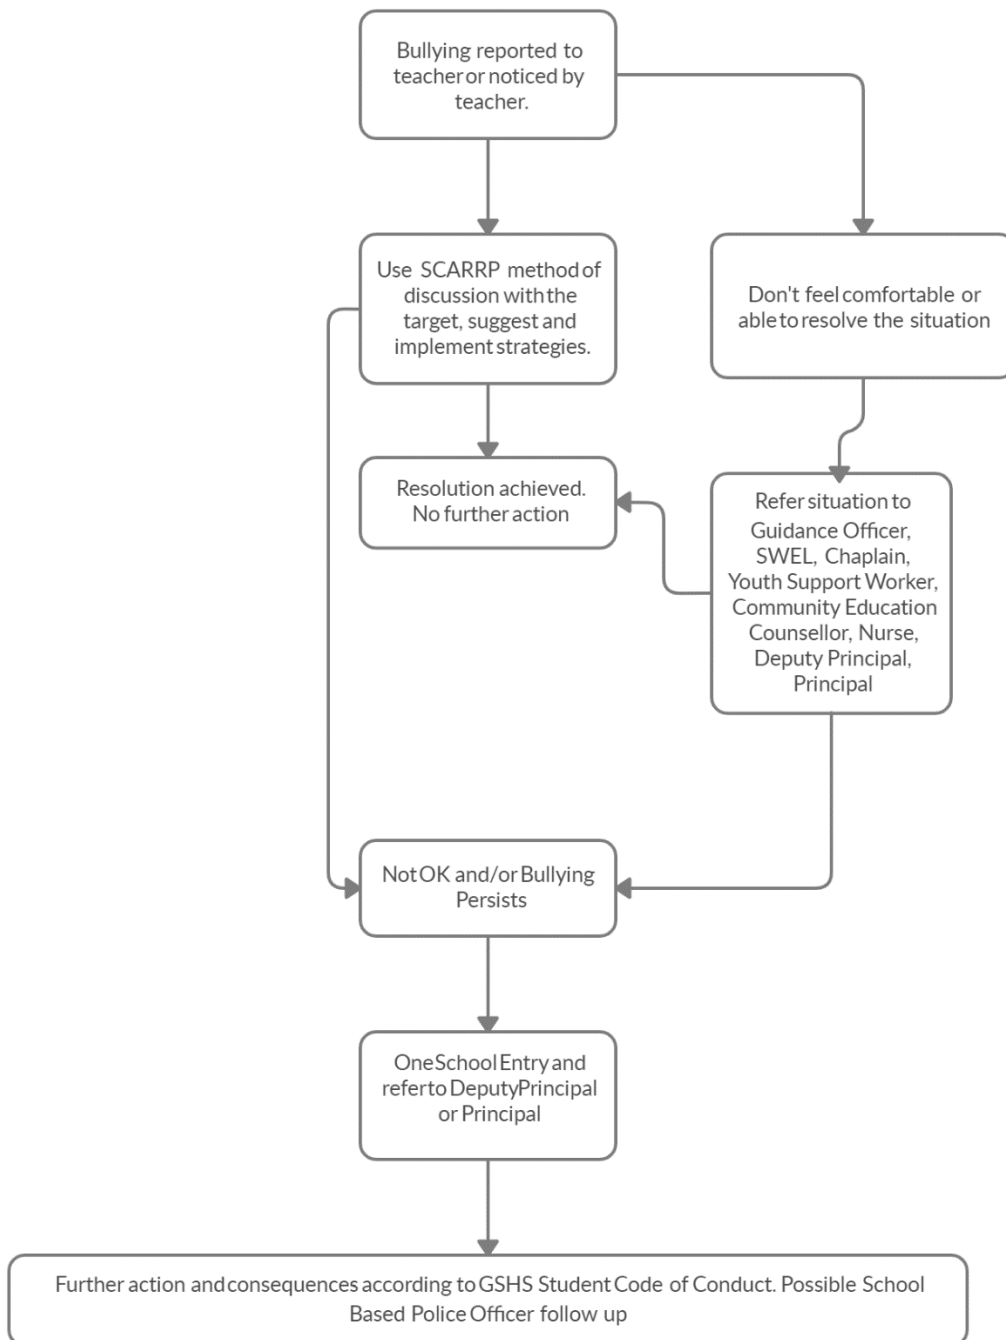 Bullying reported to
teacher or noticed by
teacher.
Use SCARRP method of
discussion with the
target, suggest and
implement strategies.
Don't feel comfortable or
able to resolve the situation
Resolution achieved.
No further action
Refer situation to
Guidance Officer,
SWEL, Chaplain,
Youth Support Worker,
Community Education
Counsellor, Nurse,
Deputy Principal,
Principal
Not OK and/or Bullying
Persists
OneSchool Entry and
refer to Deputy Principal
or Principal
Further action and consequences according to GSHS Student Code of Conduct. Possible School
Based Police Officer follow up